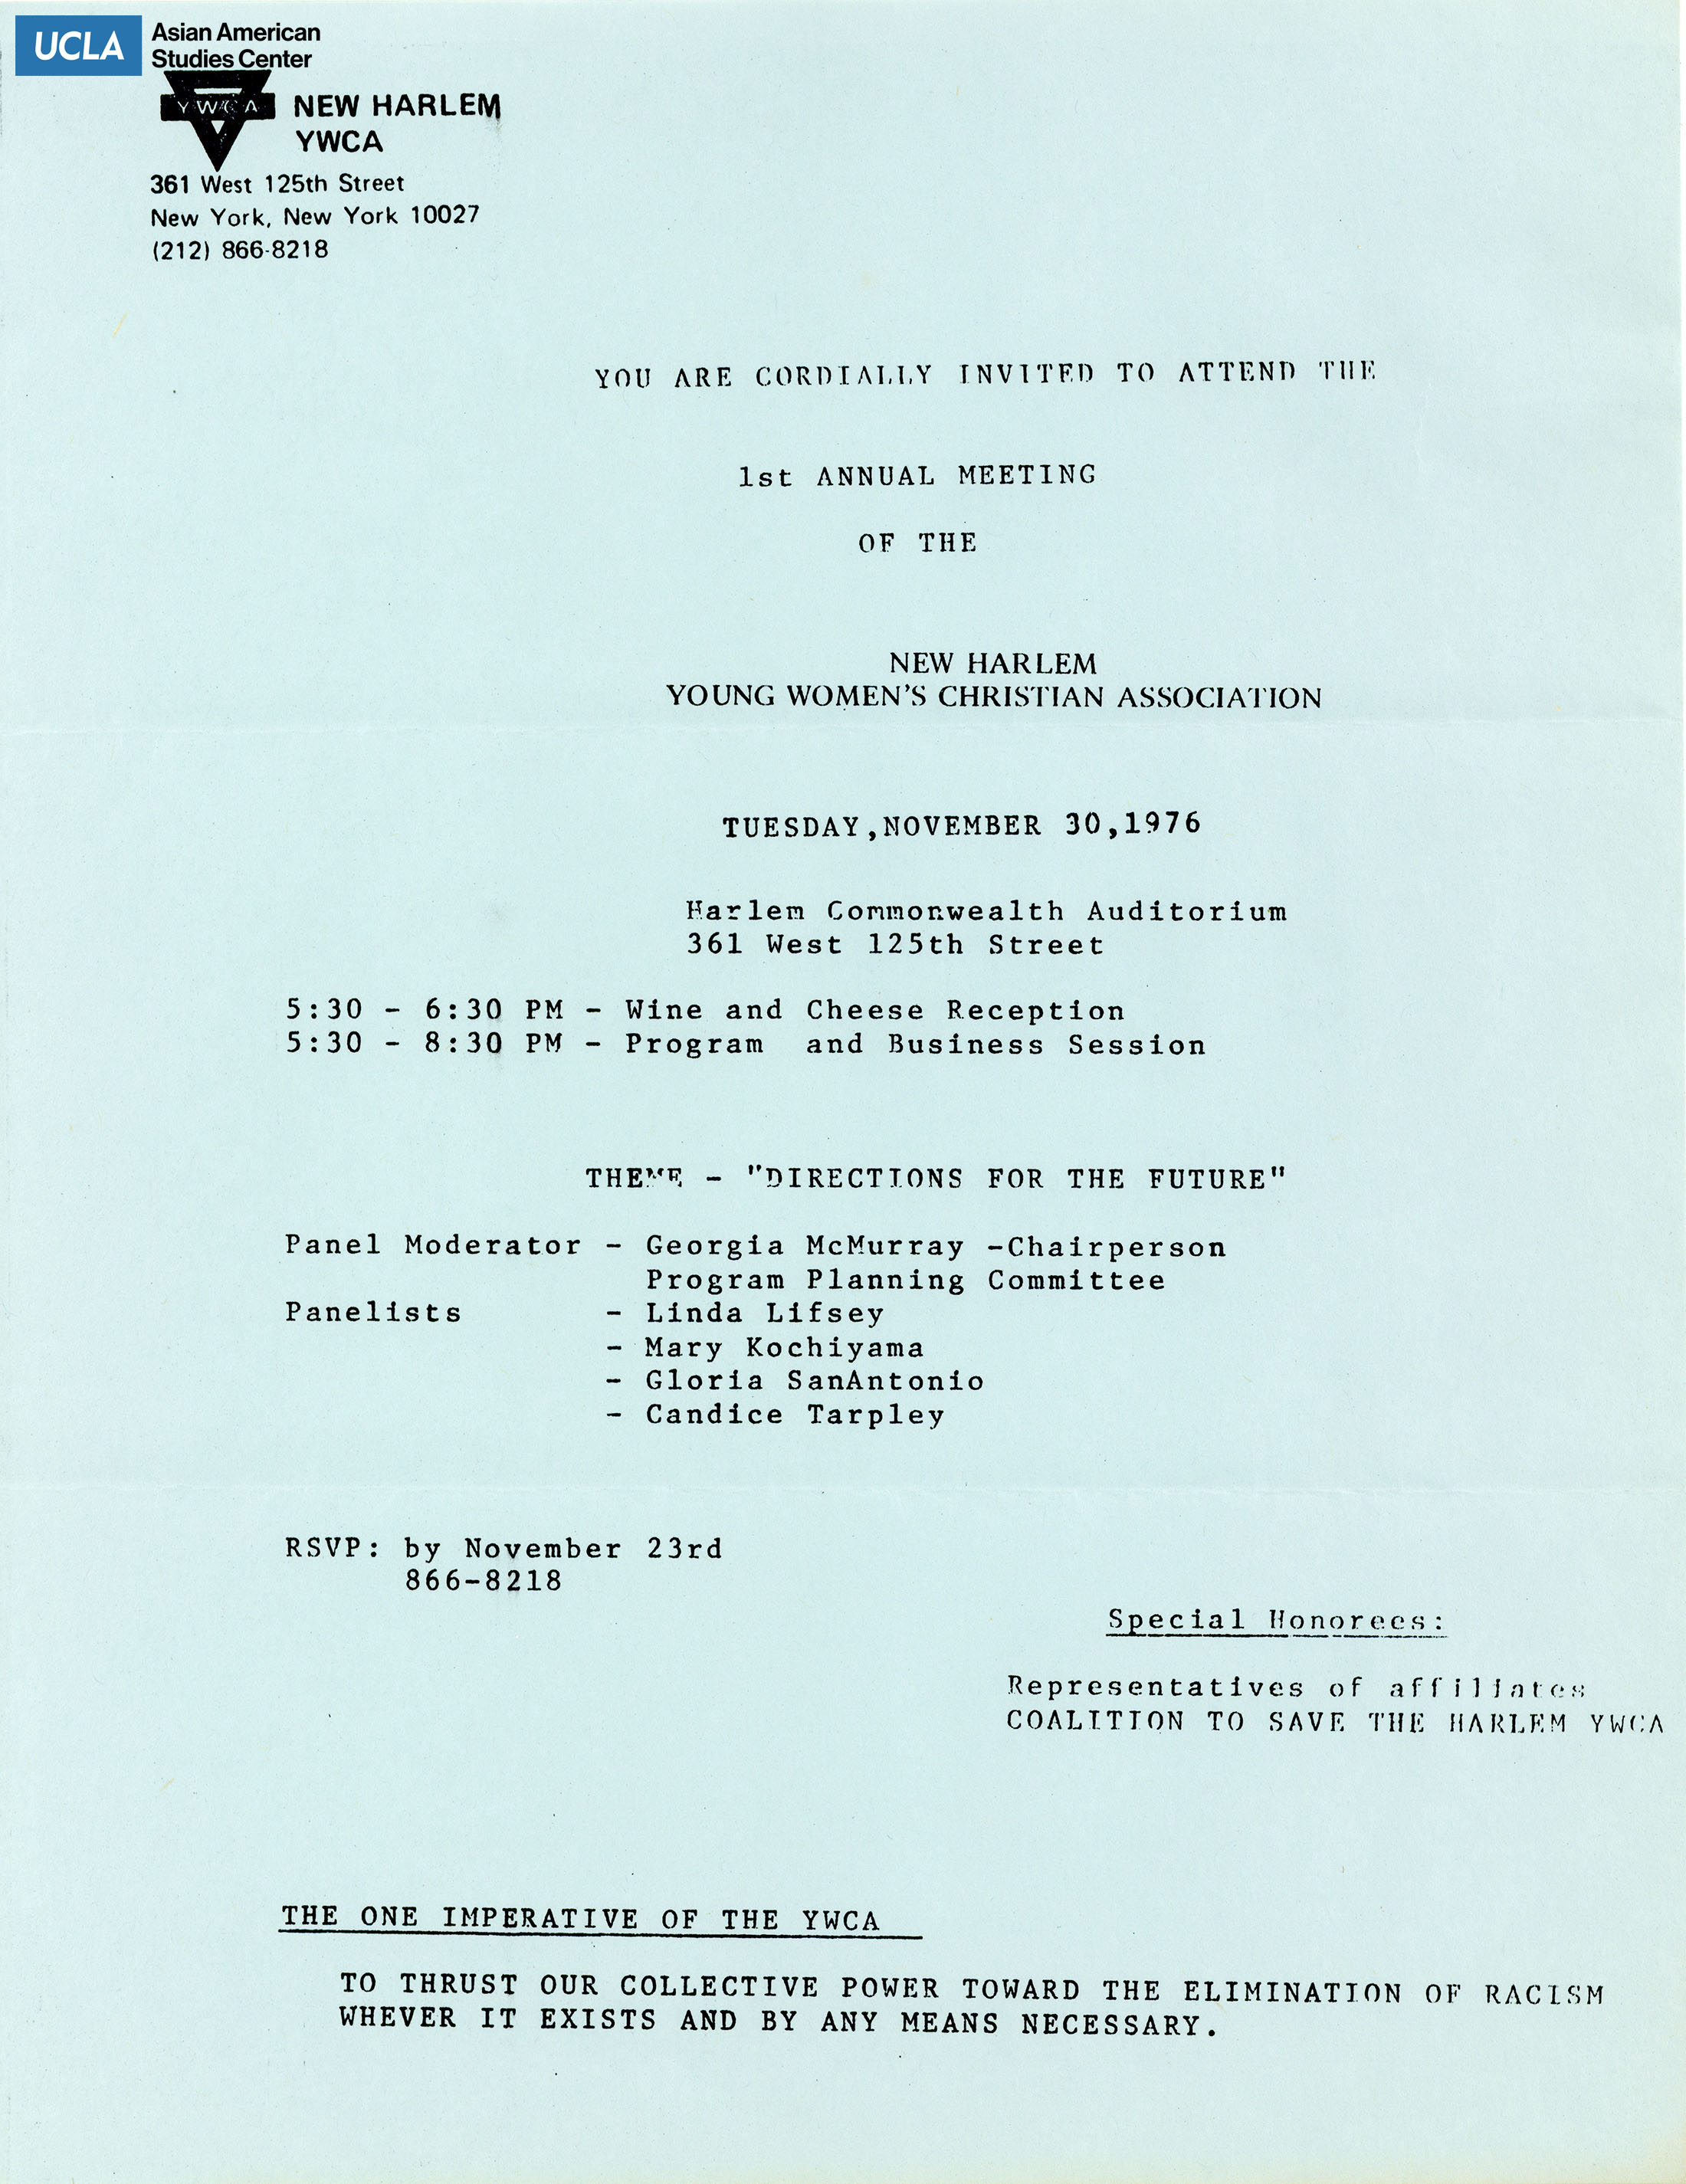 UCLA Asian American
Studies Center
YWCA NEW HARLEM
YWCA
361 West 125th Street
New York, New York 10027
(212) 866-8218
YOU ARE CORDIALLY INVITED TO ATTEND THE
1st ANNUAL MEETING
OF THE
NEW HARLEM
YOUNG WOMEN'S CHRISTIAN ASSOCIATION
TUESDAY,NOVEMBER 30,1976
Harlem Commonwealth Auditorium
361 West 125th Street
5:30 - 6:30 PM - Wine and Cheese Reception
5:30 - 8:30 PM - Program and Business Session
THEME - "DIRECTIONS FOR THE FUTURE"
Panel Moderator - Georgia McMurray -Chairperson
Program Planning Committee
Panelists - Linda Lifsey
- Mary Kochiyama
- Gloria SanAntonio
- Candice Tarpley
RSVP: by November 23rd
866-8218
Special Honorees:
Representatives of affiliates
COALITION TO SAVE THE HARLEM YWCA
THE ONE IMPERATIVE OF THE YWCA
TO THRUST OUR COLLECTIVE POWER TOWARD THE ELIMINATION OF RACISM
WHEVER IT EXISTS AND BY ANY MEANS NECESSARY.